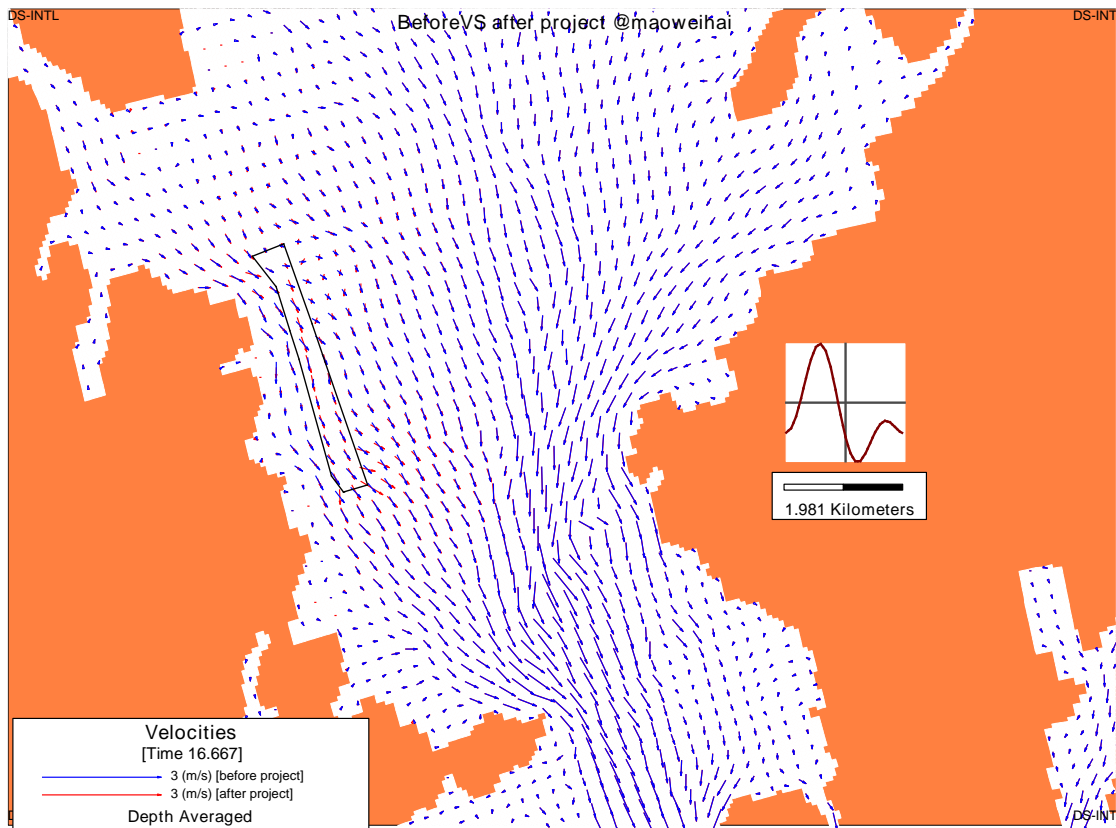 DS-INTL
BeforeVS after project @maoweihai
DS-INT
1.981 Kilometers
Velocities
[Time 16.667]
3 (m/s) [before project]
3 (m/s) [after project]
Depth Averaged
DS-INT